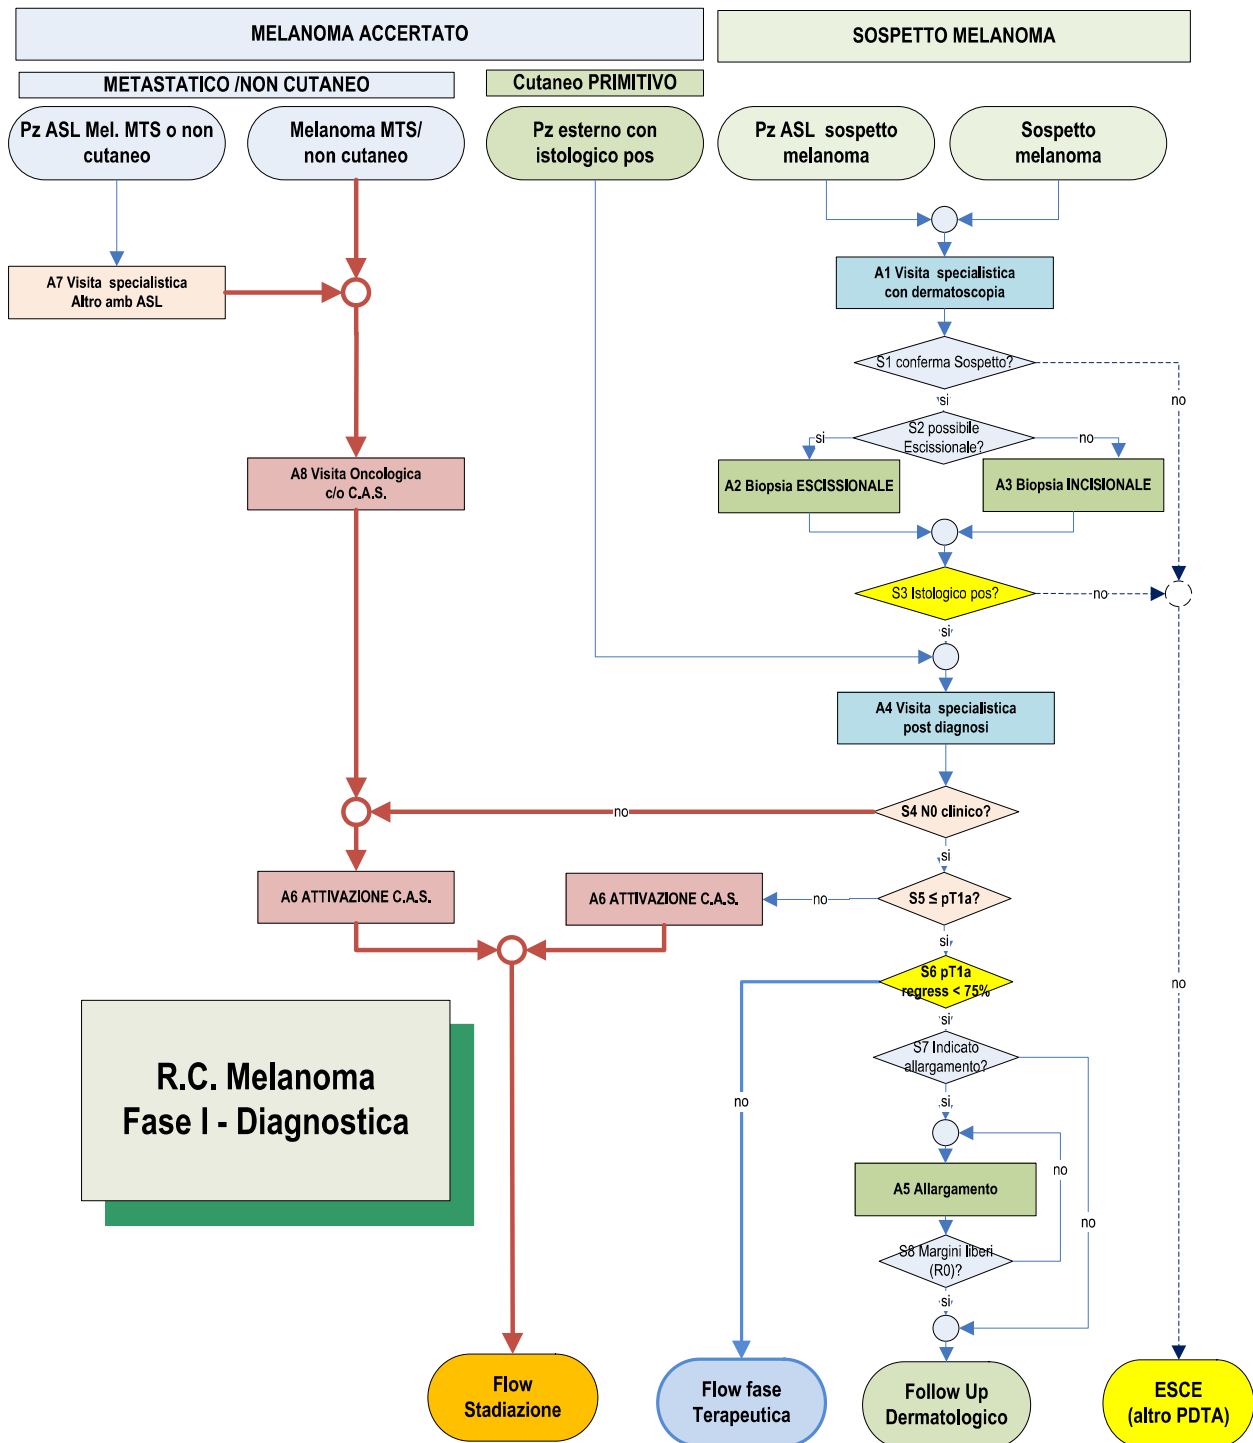 MELANOMA ACCERTATO
SOSPETTO MELANOMA
METASTATICO /NON CUTANEO
Cutaneo PRIMITIVO
Pz ASL Mel. MTS o non
cutaneo
Melanoma MTS/
non cutaneo
Pz esterno con
istologico pos
Pz ASL sospetto
melanoma
Sospetto
melanoma
A7 Visita specialistica
Altro amb ASL
A1 Visita specialistica
con dermatoscopia
S1 conferma Sospetto?
no
si
S2 possibile
Escissionale?
si
no
A8 Visita Oncologica
c/o C.A.S.
A2 Biopsia ESCISSIONALE
A3 Biopsia INCISIONALE
S3 Istologico pos?
no
si
A4 Visita specialistica
post diagnosi
S4 N0 clinico?
no
si
A6 ATTIVAZIONE C.A.S.
A6 ATTIVAZIONE C.A.S.
no
S5 ≤ pT1a?
si
S6 pT1a
regress < 75%
no
si
R.C. Melanoma
Fase I - Diagnostica
S7 Indicato
allargamento?
no
si
no
A5 Allargamento
no
S8 Margini liberi
(R0)?
si
Flow
Stadiazione
Flow fase
Terapeutica
Follow Up
Dermatologico
ESCE
(altro PDTA)